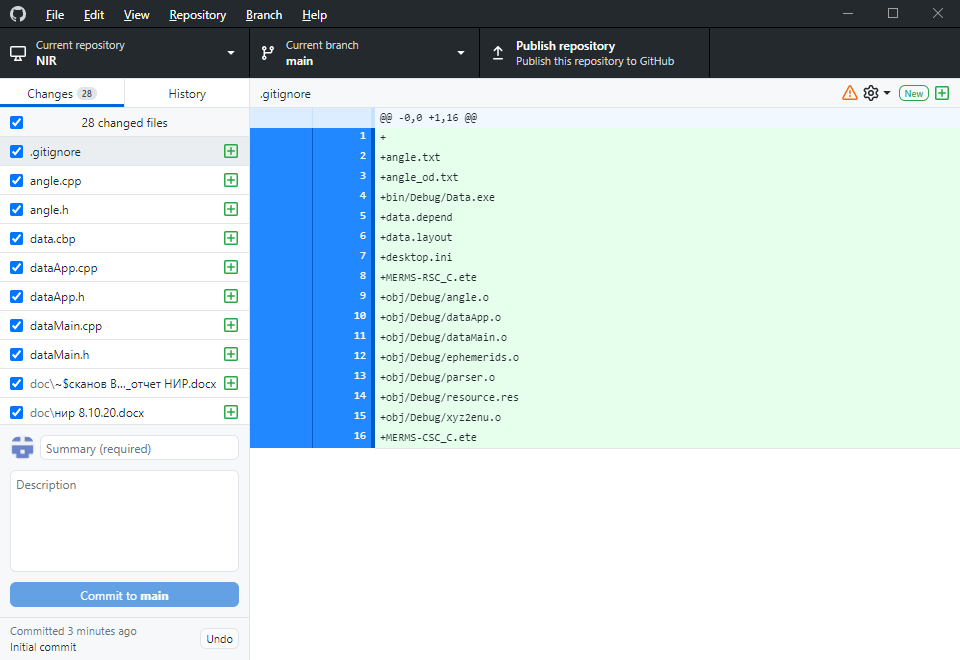 File Edit View Repository Branch Help
Current repository
NIR
Current branch
main
Publish repository
Publish this repository to GitHub
Changes 28 History
28 changed files
.gitignore
angle.cpp
angle.h
data.cbp
dataApp.cpp
dataApp.h
dataMain.cpp
dataMain.h
doc\~$сканов В..._отчет НИР.docx
doc\нир 8.10.20.docx
Summary (required)
Description
Commit to main
Committed 3 minutes ago
Initial commit
Undo
.gitignore New
@@ -0,0 +1,16 @@
1 +
2 +angle.txt
3 +angle_od.txt
4 +bin/Debug/Data.exe
5 +data.depend
6 +data.layout
7 +desktop.ini
8 +MERMS-RSC_C.ete
9 +obj/Debug/angle.o
10 +obj/Debug/dataApp.o
11 +obj/Debug/dataMain.o
12 +obj/Debug/ephemerids.o
13 +obj/Debug/parser.o
14 +obj/Debug/resource.res
15 +obj/Debug/xyz2enu.o
16 +MERMS-CSC_C.ete